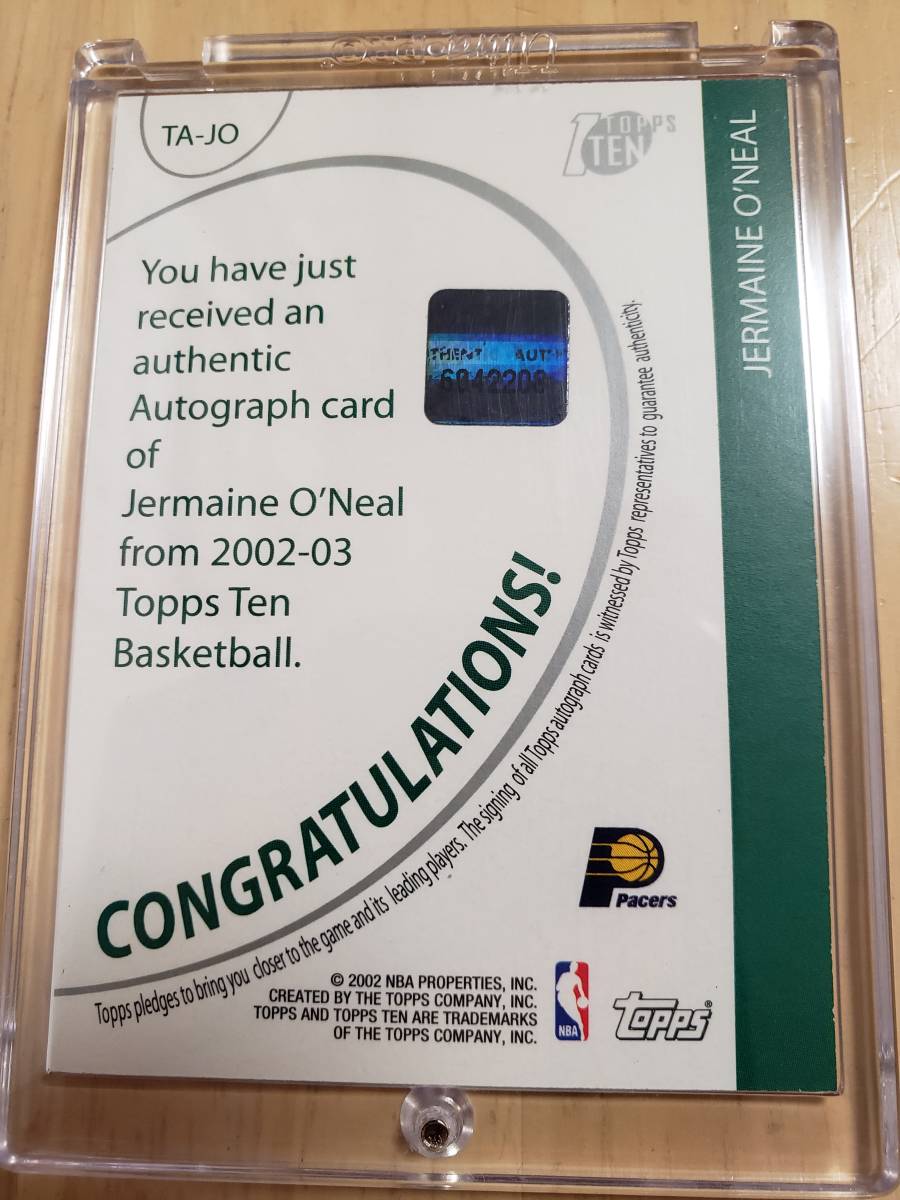 TA-JO
TOPPS
TEN
JERMAINE O'NEAL
You have just
received an
authentic
Autograph card
of
Jermaine O'Neal
from 2002-03
Topps Ten
Basketball.
CONGRATULATIONS!
Topps pledges to bring you closer to the game and its leading players. The signing of all Topps autograph cards is witnessed by Topps representatives to guarantee authenticity.
Pacers
© 2002 NBA PROPERTIES, INC.
CREATED BY THE TOPPS COMPANY, INC.
TOPPS AND TOPPS TEN ARE TRADEMARKS
OF THE TOPPS COMPANY, INC.
NBA
Topps®